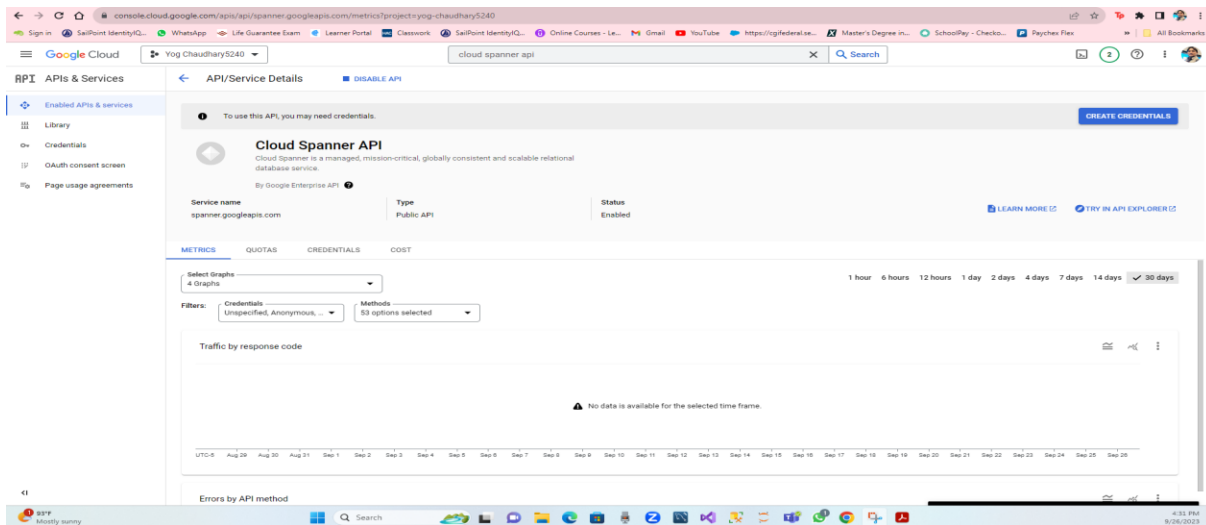 console.cloud.google.com/apis/api/spanner.googleapis.com/metrics?project=yog-chaudhary5240
Sign in SailPoint IdentityIQ... WhatsApp Life Guarantee Exam Learner Portal Classwork SailPoint IdentityIQ... Online Courses - Le... Gmail YouTube https://cgifederal.se... Master's Degree in... SchoolPay - Checko... Paychex Flex » All Bookmarks
Google Cloud Yog Chaudhary5240 cloud spanner api Search 2
API APIs & Services API/Service Details DISABLE API
Enabled APIs & services
Library
Credentials
OAuth consent screen
Page usage agreements
To use this API, you may need credentials. CREATE CREDENTIALS
Cloud Spanner API
Cloud Spanner is a managed, mission-critical, globally consistent and scalable relational
database service.
By Google Enterprise API
Service name Type Status
spanner.googleapis.com Public API Enabled
LEARN MORE TRY IN API EXPLORER
METRICS QUOTAS CREDENTIALS COST
Select Graphs
4 Graphs
1 hour 6 hours 12 hours 1 day 2 days 4 days 7 days 14 days 30 days
Filters: Credentials Methods
Unspecified, Anonymous, ... 53 options selected
Traffic by response code
No data is available for the selected time frame.
UTC-5 Aug 29 Aug 30 Aug 31 Sep 1 Sep 2 Sep 3 Sep 4 Sep 5 Sep 6 Sep 7 Sep 8 Sep 9 Sep 10 Sep 11 Sep 12 Sep 13 Sep 14 Sep 15 Sep 16 Sep 17 Sep 18 Sep 19 Sep 20 Sep 21 Sep 22 Sep 23 Sep 24 Sep 25 Sep 26
Errors by API method
93°F
Mostly sunny
Search
4:31 PM
9/26/2023